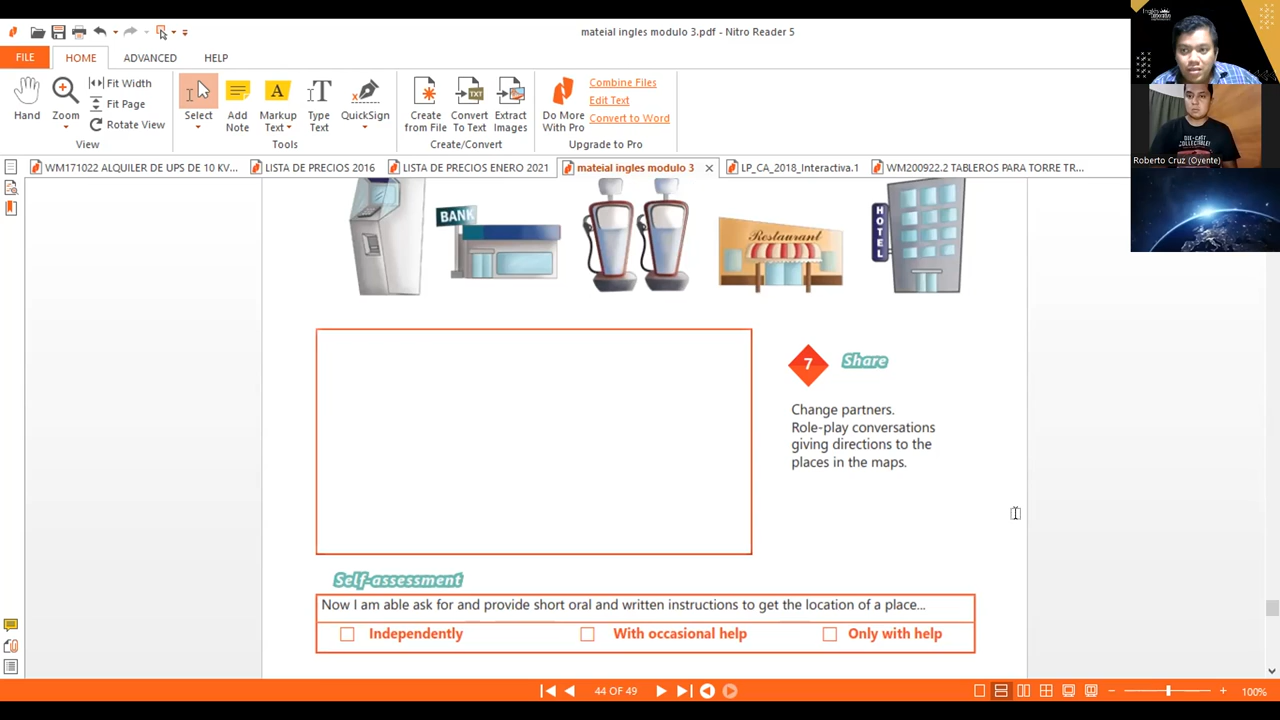 mateial ingles modulo 3.pdf - Nitro Reader 5
FILE HOME ADVANCED HELP
Hand
Zoom
Fit Width
Fit Page
Rotate View
View
Select
Add Note
Markup Text
Type Text
QuickSign
Tools
Create from File
Convert To Text
Extract Images
Create/Convert
Do More With Pro
Combine Files
Edit Text
Convert to Word
Upgrade to Pro
WM171022 ALQUILER DE UPS DE 10 KV...
LISTA DE PRECIOS 2016
LISTA DE PRECIOS ENERO 2021
mateial ingles modulo 3
LP_CA_2018_Interactiva.1
WM200922.2 TABLEROS PARA TORRE TR...
Roberto Cruz (Oyente)
BANK
Restaurant
HOTEL
7 Share
Change partners.
Role-play conversations
giving directions to the
places in the maps.
Self-assessment
Now I am able ask for and provide short oral and written instructions to get the location of a place...
Independently
With occasional help
Only with help
44 OF 49
100%